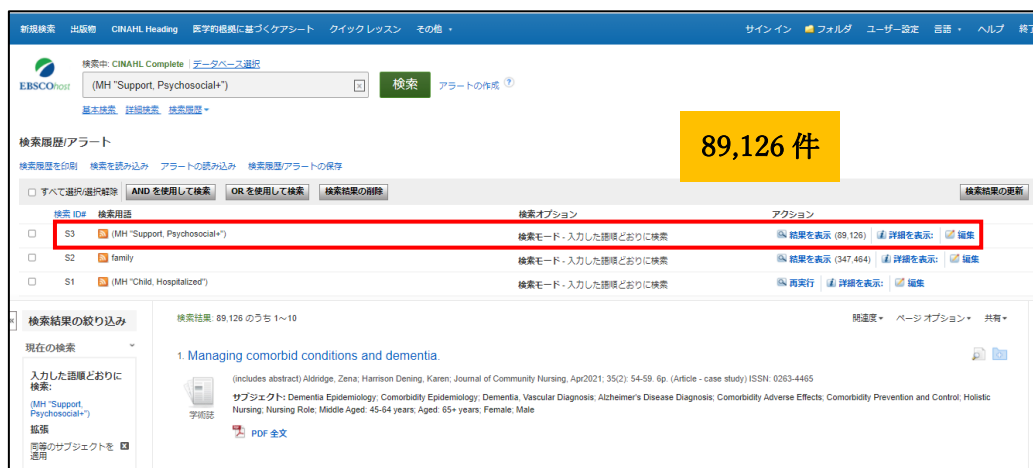 新規検索 出版物 CINAHL Heading 医学的根拠に基づくケアシート クイック レッスン その他 サイン イン フォルダ ユーザー設定 言語 ヘルプ 終了
検索中: CINAHL Complete データベース選択
EBSCOhost (MH "Support, Psychosocial+") x 検索 アラートの作成 ?
基本検索 詳細検索 検索履歴
89,126 件
検索履歴/アラート
検索履歴を印刷 検索を読み込み アラートの読み込み 検索履歴/アラートの保存
すべて選択/選択解除 AND を使用して検索 OR を使用して検索 検索結果の削除 検索結果の更新
検索 ID# 検索用語 検索オプション アクション
S3 (MH "Support, Psychosocial+") 検索モード - 入力した語順どおりに検索 結果を表示 (89,126) 詳細を表示: 編集
S2 family 検索モード - 入力した語順どおりに検索 結果を表示 (347,464) 詳細を表示: 編集
S1 (MH "Child, Hospitalized") 検索モード - 入力した語順どおりに検索 再実行 詳細を表示: 編集
« 検索結果の絞り込み
現在の検索
入力した語順どおりに
検索:
(MH "Support,
Psychosocial+")
拡張
同等のサブジェクトを x
適用
検索結果: 89,126 のうち 1~10 関連度 ページ オプション 共有
1. Managing comorbid conditions and dementia.
(includes abstract) Aldridge, Zena; Harrison Dening, Karen; Journal of Community Nursing, Apr2021; 35(2): 54-59. 6p. (Article - case study) ISSN: 0263-4465
サブジェクト: Dementia Epidemiology; Comorbidity Epidemiology; Dementia, Vascular Diagnosis; Alzheimer's Disease Diagnosis; Comorbidity Adverse Effects; Comorbidity Prevention and Control; Holistic
Nursing; Nursing Role; Middle Aged: 45-64 years; Aged: 65+ years; Female; Male
学術誌
PDF 全文